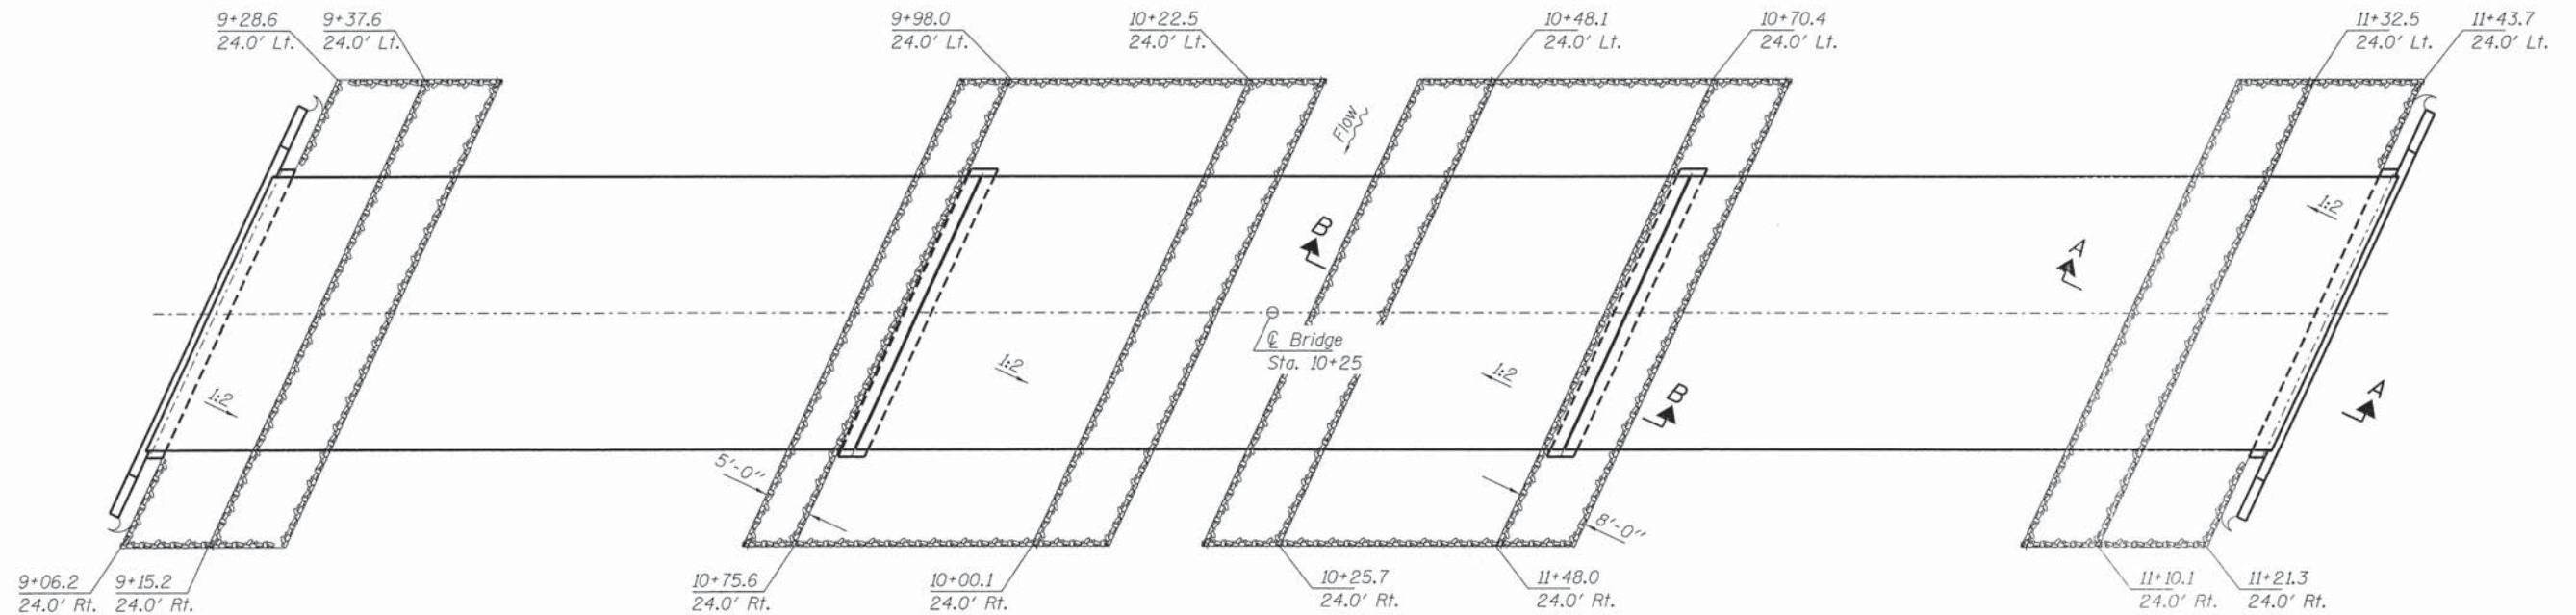 9+28.6
24.0' Lt.
9+37.6
24.0' Lt.
9+98.0
24.0' Lt.
10+22.5
24.0' Lt.
10+48.1
24.0' Lt.
10+70.4
24.0' Lt.
11+32.5
24.0' Lt.
11+43.7
24.0' Lt.
Flow
1:2
B
A
℄ Bridge
Sta. 10+25
1:2
1:2
1:2
B
A
5'-0"
8'-0"
9+06.2
24.0' Rt.
9+15.2
24.0' Rt.
10+75.6
24.0' Rt.
10+00.1
24.0' Rt.
10+25.7
24.0' Rt.
11+48.0
24.0' Rt.
11+10.1
24.0' Rt.
11+21.3
24.0' Rt.